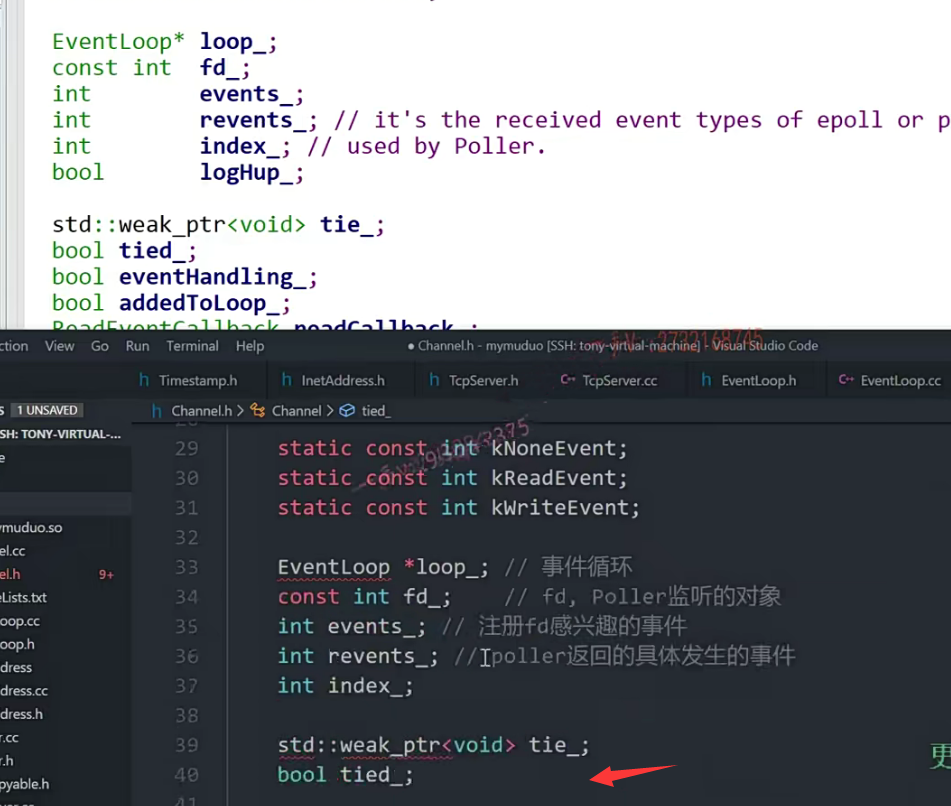 EventLoop* loop_;
const int fd_;
int events_;
int revents_; // it's the received event types of epoll or p
int index_; // used by Poller.
bool logHup_;
std::weak_ptr<void> tie_;
bool tied_;
bool eventHandling_;
bool addedToLoop_;
ReadEventCallback readCallback_;
ction View Go Run Terminal Help ● Channel.h - mymuduo [SSH: tony-virtual-machine] - Visual Studio Code
h Timestamp.h h InetAddress.h h TcpServer.h C++ TcpServer.cc h EventLoop.h C++ EventLoop.cc
S 1 UNSAVED h Channel.h > Channel > tied_
SSH: TONY-VIRTUAL-...
e
ymuduo.so
el.cc
el.h 9+
eLists.txt
oop.cc
oop.h
dress
dress.cc
dress.h
r.cc
r.h
pyable.h
29 static const int kNoneEvent;
30 static const int kReadEvent;
31 static const int kWriteEvent;
32
33 EventLoop *loop_; // 事件循环
34 const int fd_; // fd, Poller监听的对象
35 int events_; // 注册fd感兴趣的事件
36 int revents_; // poller返回的具体发生的事件
37 int index_;
38
39 std::weak_ptr<void> tie_;
40 bool tied_;
41
更